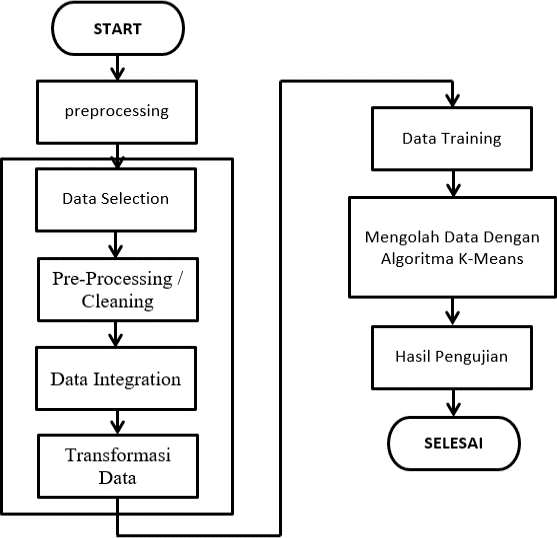 START
preprocessing
Data Selection
Pre-Processing /
Cleaning
Data Integration
Transformasi
Data
Data Training
Mengolah Data Dengan
Algoritma K-Means
Hasil Pengujian
SELESAI